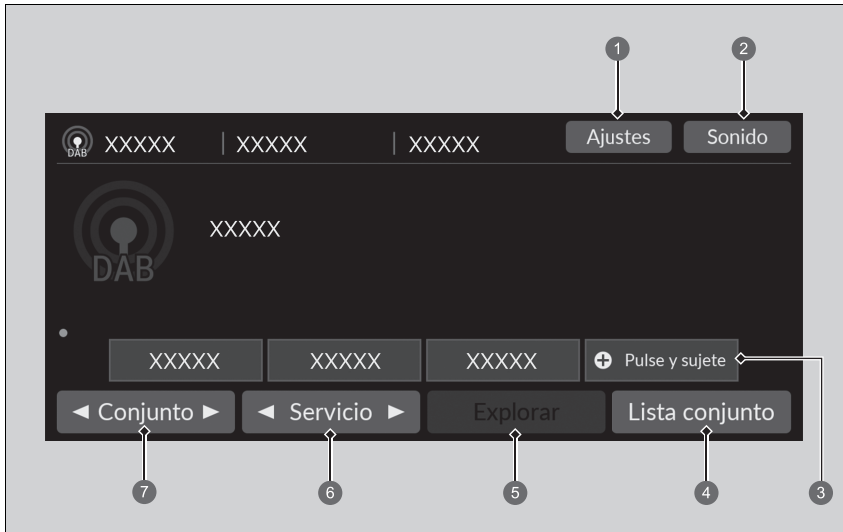 1 2
DAB XXXXX | XXXXX | XXXXX Ajustes Sonido
XXXXX
DAB
XXXXX XXXXX XXXXX + Pulse y sujete
◀ Conjunto ▶ ◀ Servicio ▶ Explorar Lista conjunto
7 6 5 4 3